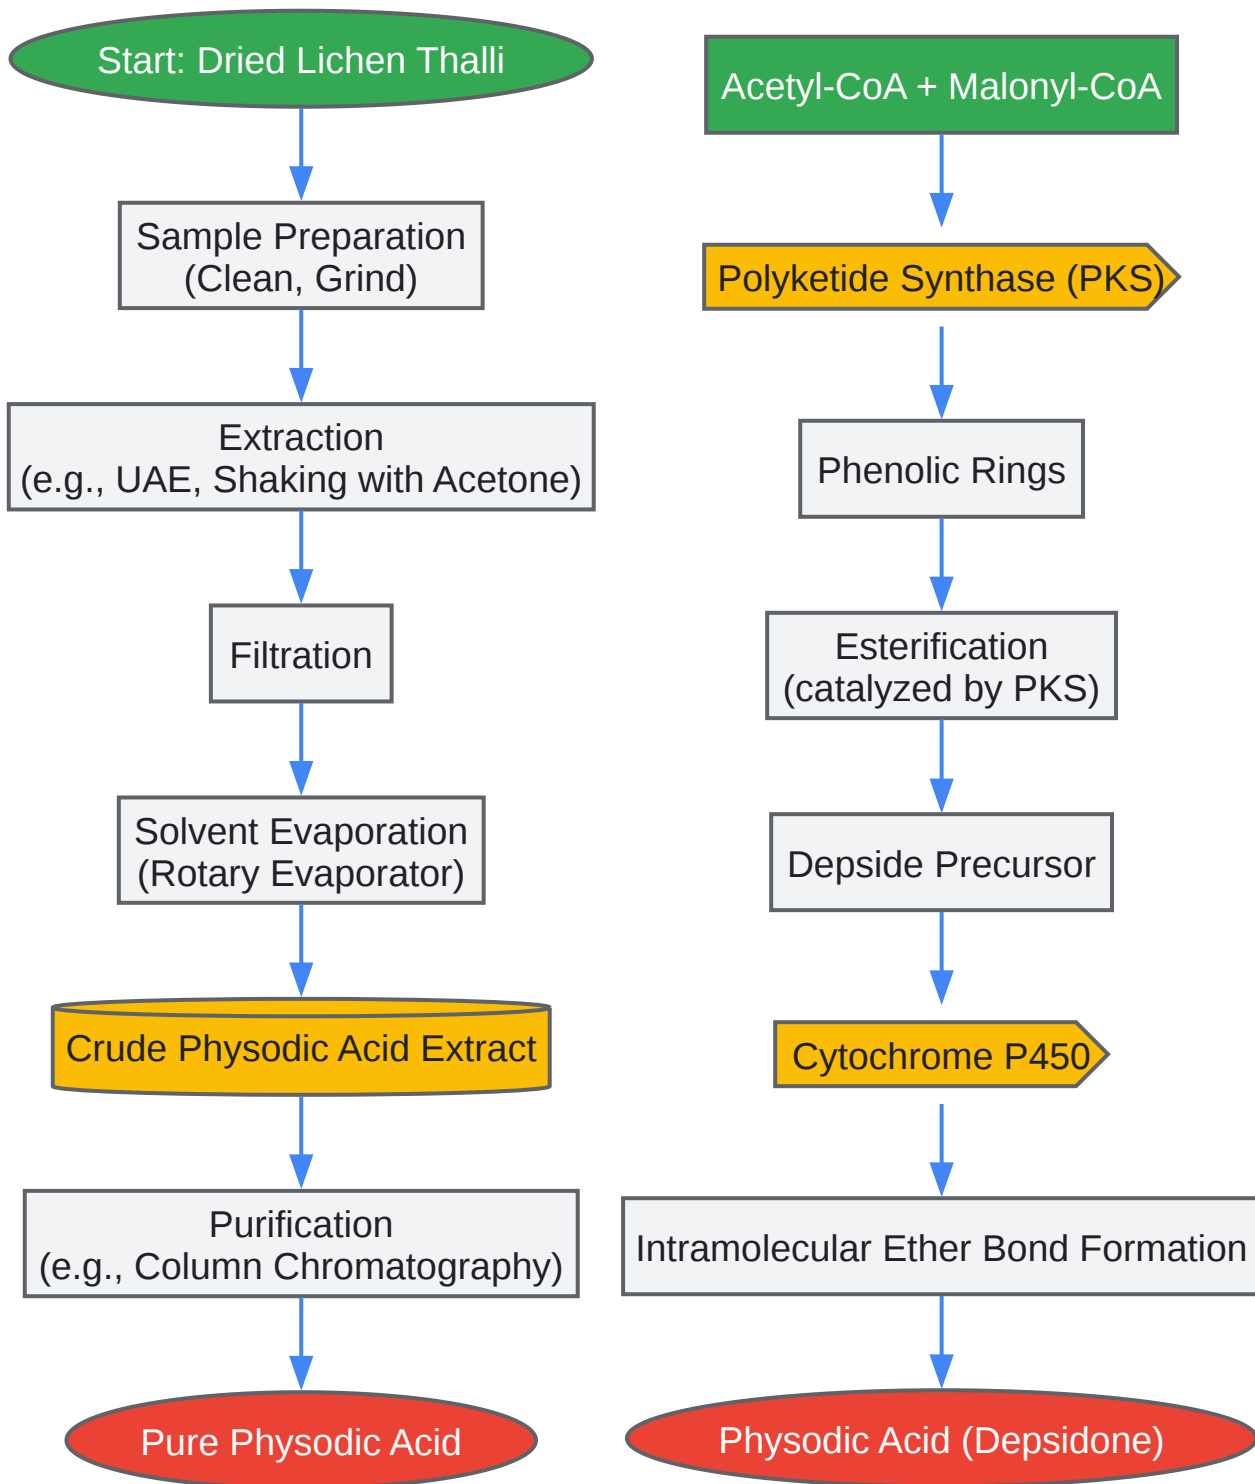 Start: Dried Lichen Thalli
Sample Preparation
(Clean, Grind)
Extraction
(e.g., UAE, Shaking with Acetone)
Filtration
Solvent Evaporation
(Rotary Evaporator)
Crude Physodic Acid Extract
Purification
(e.g., Column Chromatography)
Pure Physodic Acid
Acetyl-CoA + Malonyl-CoA
Polyketide Synthase (PKS)
Phenolic Rings
Esterification
(catalyzed by PKS)
Depside Precursor
Cytochrome P450
Intramolecular Ether Bond Formation
Physodic Acid (Depsidone)